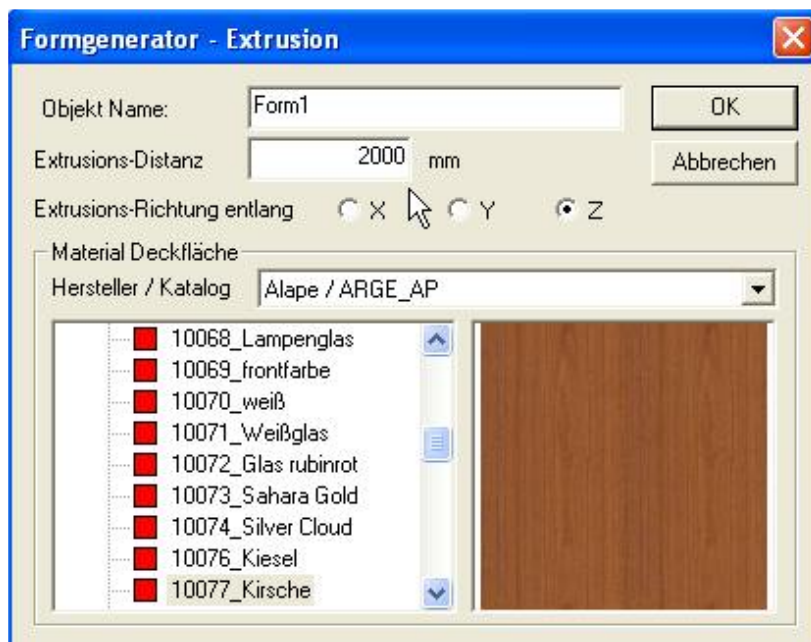 Formgenerator - Extrusion
Objekt Name: Form1 OK
Extrusions-Distanz 2000 mm Abbrechen
Extrusions-Richtung entlang X Y Z
Material Deckfläche
Hersteller / Katalog Alape / ARGE_AP
10068_Lampenglas
10069_frontfarbe
10070_weiß
10071_Weißglas
10072_Glas rubinrot
10073_Sahara Gold
10074_Silver Cloud
10076_Kiesel
10077_Kirsche